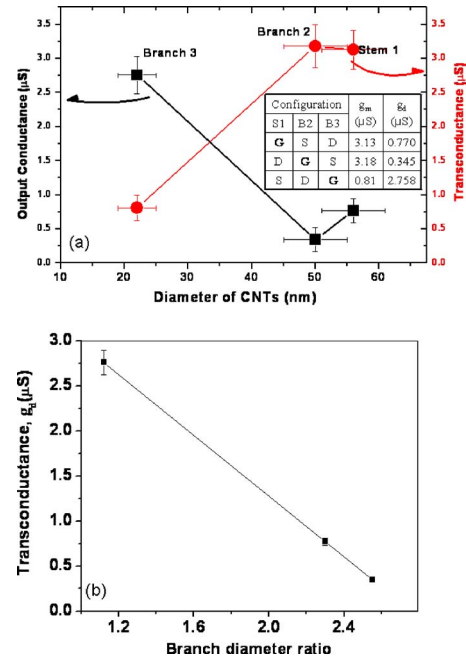 Output Conductance (µS)
3.5
3.0
2.5
2.0
1.5
1.0
0.5
0.0
Branch 3
Branch 2
Stem 1
Configuration gm (µS) gd (µS)
S1 B2 B3
G S D 3.13 0.770
D G S 3.18 0.345
S D G 0.81 2.758
3.5
3.0
2.5
2.0
1.5
1.0
0.5
0.0
Transconductance (µS)
(a)
10 20 30 40 50 60
Diameter of CNTs (nm)
Transconductance, gd(µS)
3.0
2.5
2.0
1.5
1.0
0.5
0.0
(b)
1.2 1.6 2.0 2.4
Branch diameter ratio